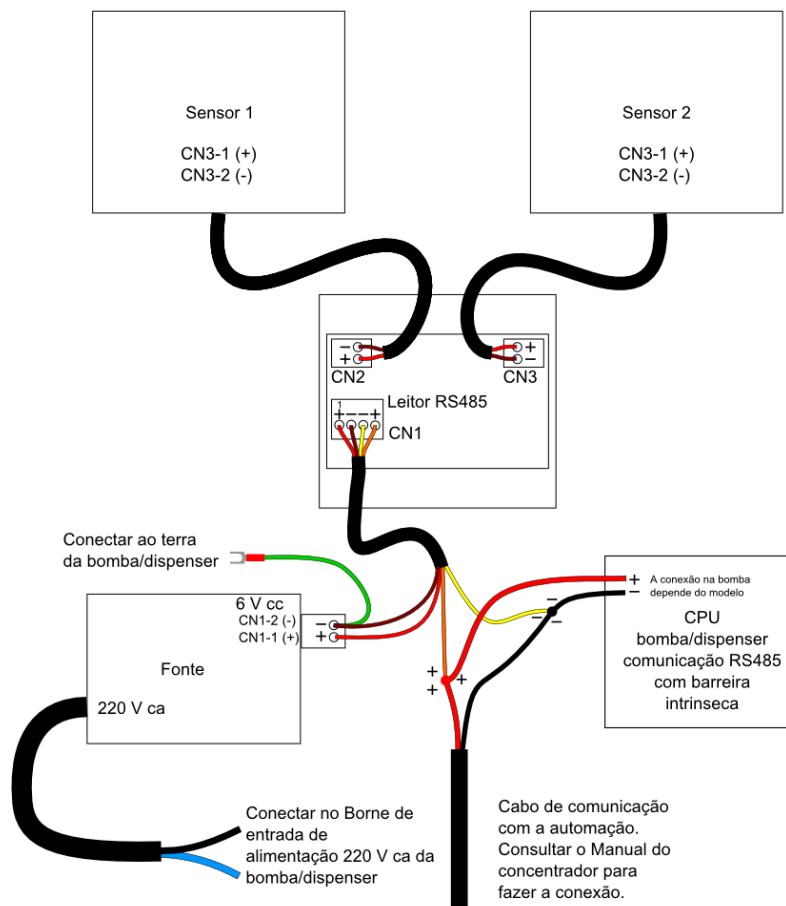 Sensor 1
CN3-1 (+)
CN3-2 (-)
Sensor 2
CN3-1 (+)
CN3-2 (-)
−
+
CN2
+
−
CN3
Leitor RS485
1
+ − − +
CN1
Conectar ao terra
da bomba/dispenser
6 V cc
CN1-2 (-)
CN1-1 (+)
−
+
Fonte
220 V ca
−
− −
+
+ +
+ A conexão na bomba
− depende do modelo
CPU
bomba/dispenser
comunicação RS485
com barreira
intrinseca
Conectar no Borne de
entrada de
alimentação 220 V ca da
bomba/dispenser
Cabo de comunicação
com a automação.
Consultar o Manual do
concentrador para
fazer a conexão.